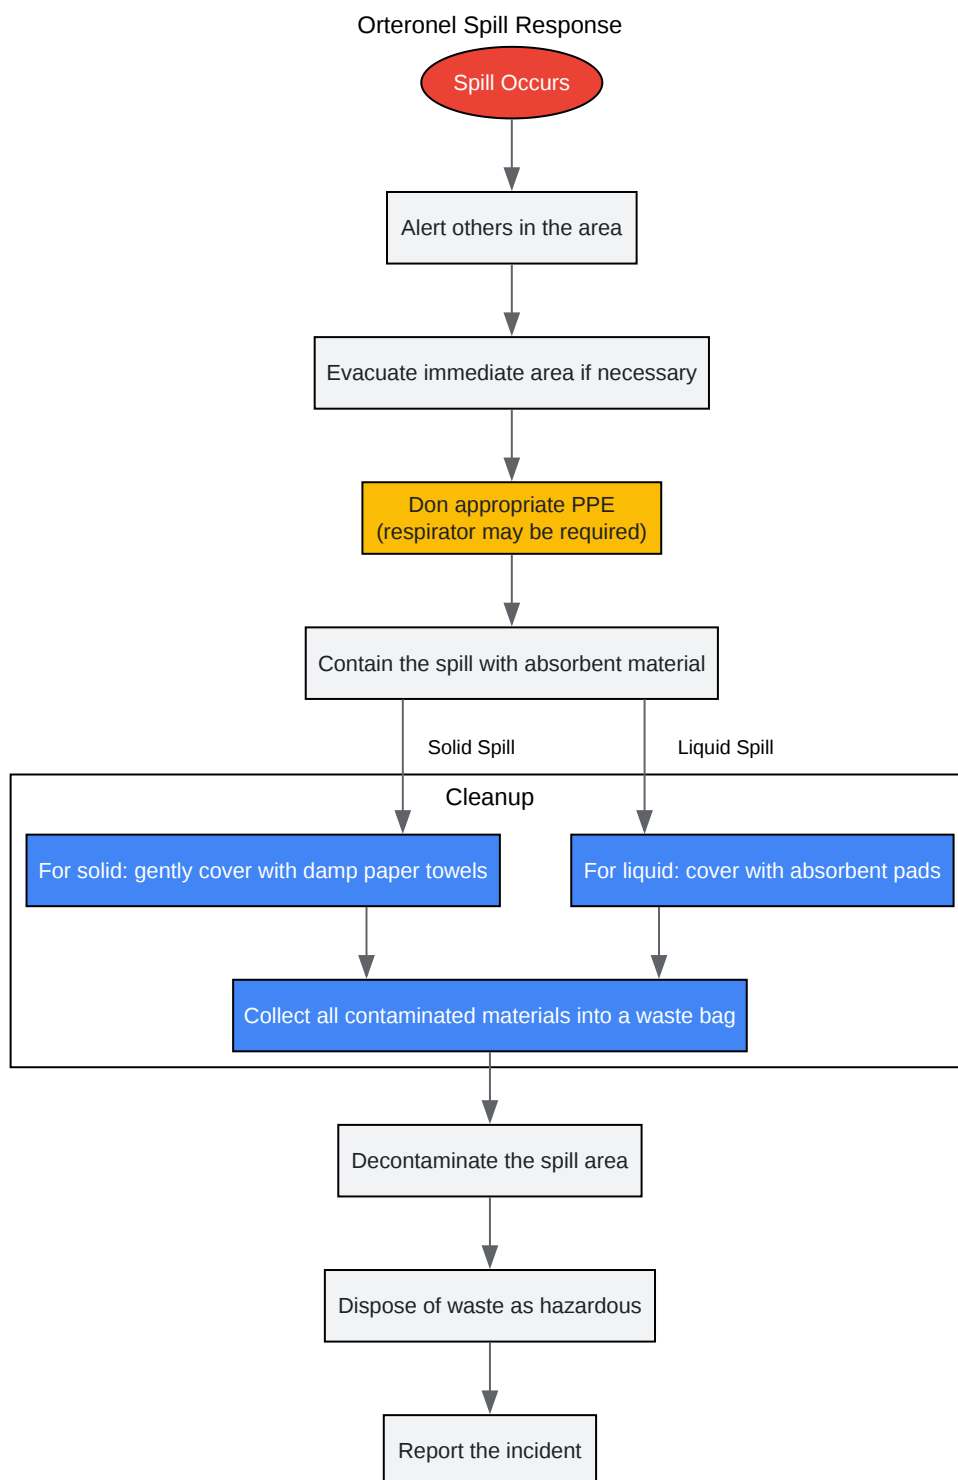 Orteronel Spill Response
Spill Occurs
Alert others in the area
Evacuate immediate area if necessary
Don appropriate PPE
(respirator may be required)
Contain the spill with absorbent material
Solid Spill
Liquid Spill
Cleanup
For solid: gently cover with damp paper towels
For liquid: cover with absorbent pads
Collect all contaminated materials into a waste bag
Decontaminate the spill area
Dispose of waste as hazardous
Report the incident